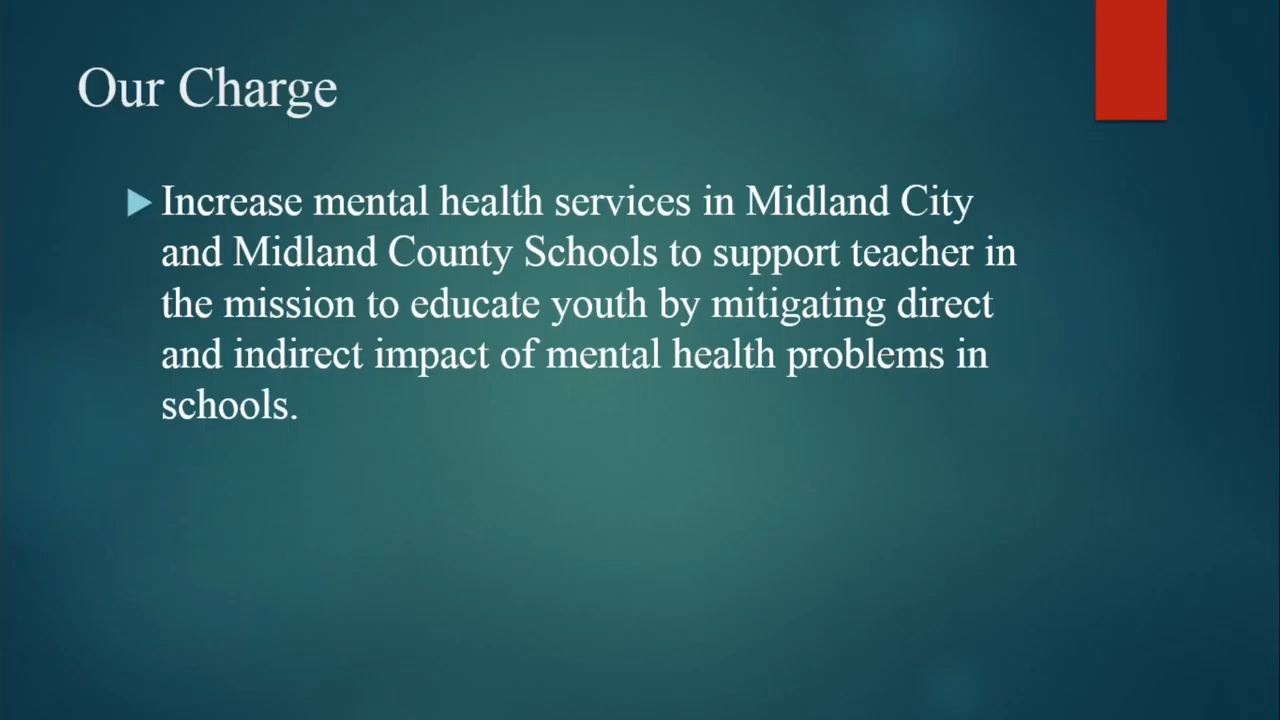 Our Charge
Increase mental health services in Midland City
and Midland County Schools to support teacher in
the mission to educate youth by mitigating direct
and indirect impact of mental health problems in
schools.